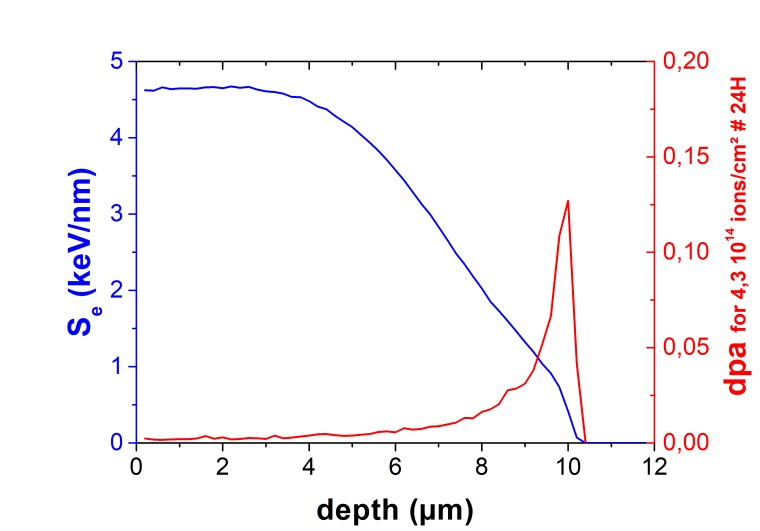 5
4
3
2
1
0
Sₑ (keV/nm)
0,20
0,15
0,10
0,05
0,00
dpa for 4,3 10¹⁴ ions/cm² # 24H
0 2 4 6 8 10 12
depth (µm)